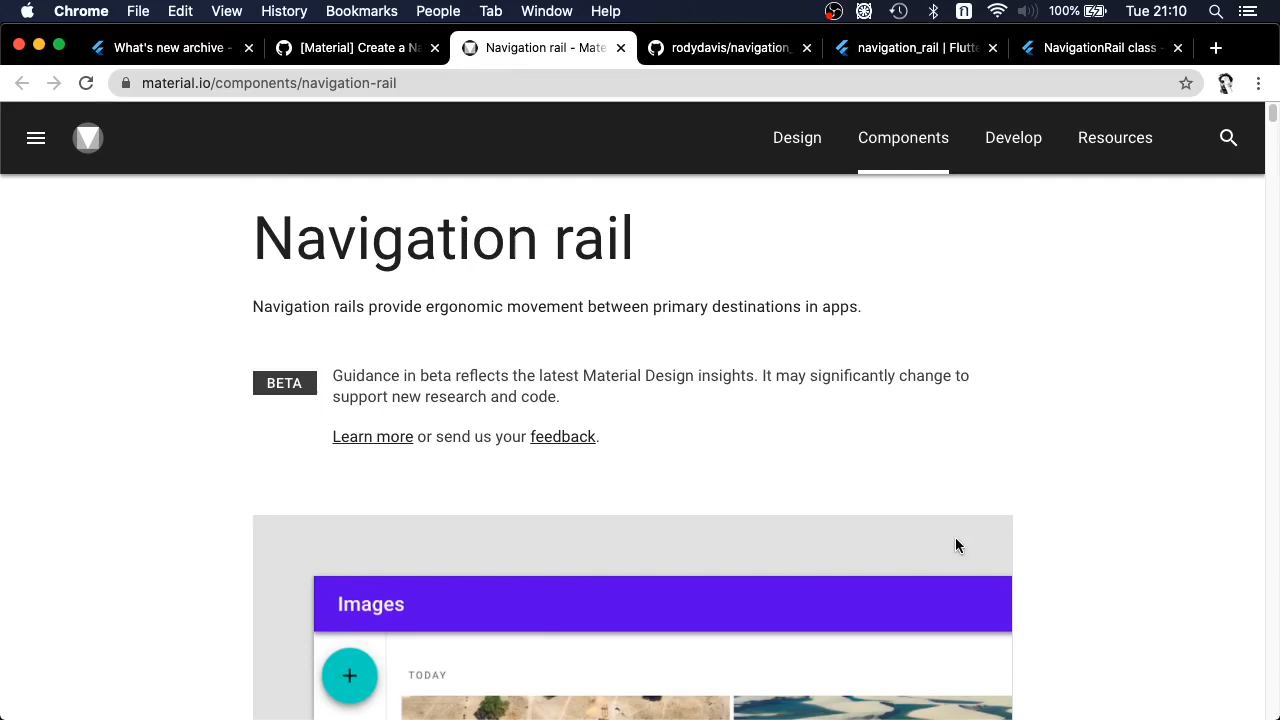 Chrome File Edit View History Bookmarks People Tab Window Help 100% Tue 21:10
What's new archive - [Material] Create a Na Navigation rail - Mate rodydavis/navigation_ navigation_rail | Flutte NavigationRail class -
material.io/components/navigation-rail
Design Components Develop Resources
Navigation rail
Navigation rails provide ergonomic movement between primary destinations in apps.
BETA
Guidance in beta reflects the latest Material Design insights. It may significantly change to
support new research and code.
Learn more or send us your feedback.
Images
TODAY